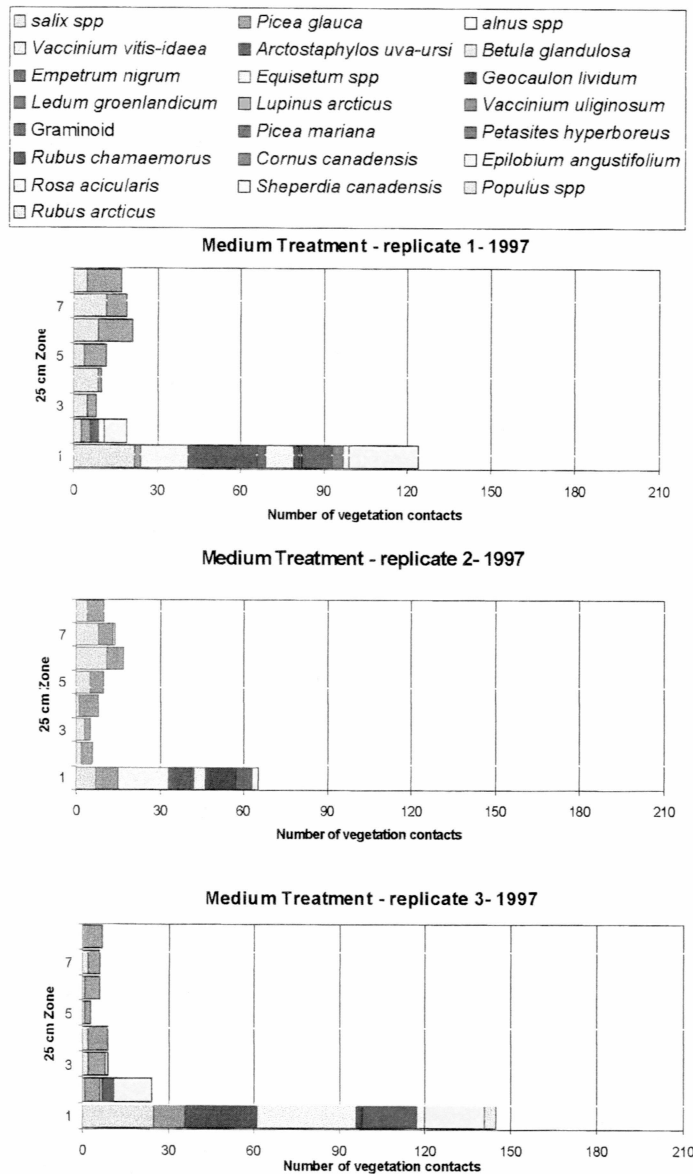 salix spp Picea glauca alnus spp
Vaccinium vitis-idaea Arctostaphylos uva-ursi Betula glandulosa
Empetrum nigrum Equisetum spp Geocaulon lividum
Ledum groenlandicum Lupinus arcticus Vaccinium uliginosum
Graminoid Picea mariana Petasites hyperboreus
Rubus chamaemorus Cornus canadensis Epilobium angustifolium
Rosa acicularis Sheperdia canadensis Populus spp
Rubus arcticus
Medium Treatment - replicate 1- 1997
25 cm Zone
7
5
3
1
0 30 60 90 120 150 180 210
Number of vegetation contacts
Medium Treatment - replicate 2- 1997
25 cm Zone
7
5
3
1
0 30 60 90 120 150 180 210
Number of vegetation contacts
Medium Treatment - replicate 3- 1997
25 cm Zone
7
5
3
1
0 30 60 90 120 150 180 210
Number of vegetation contacts